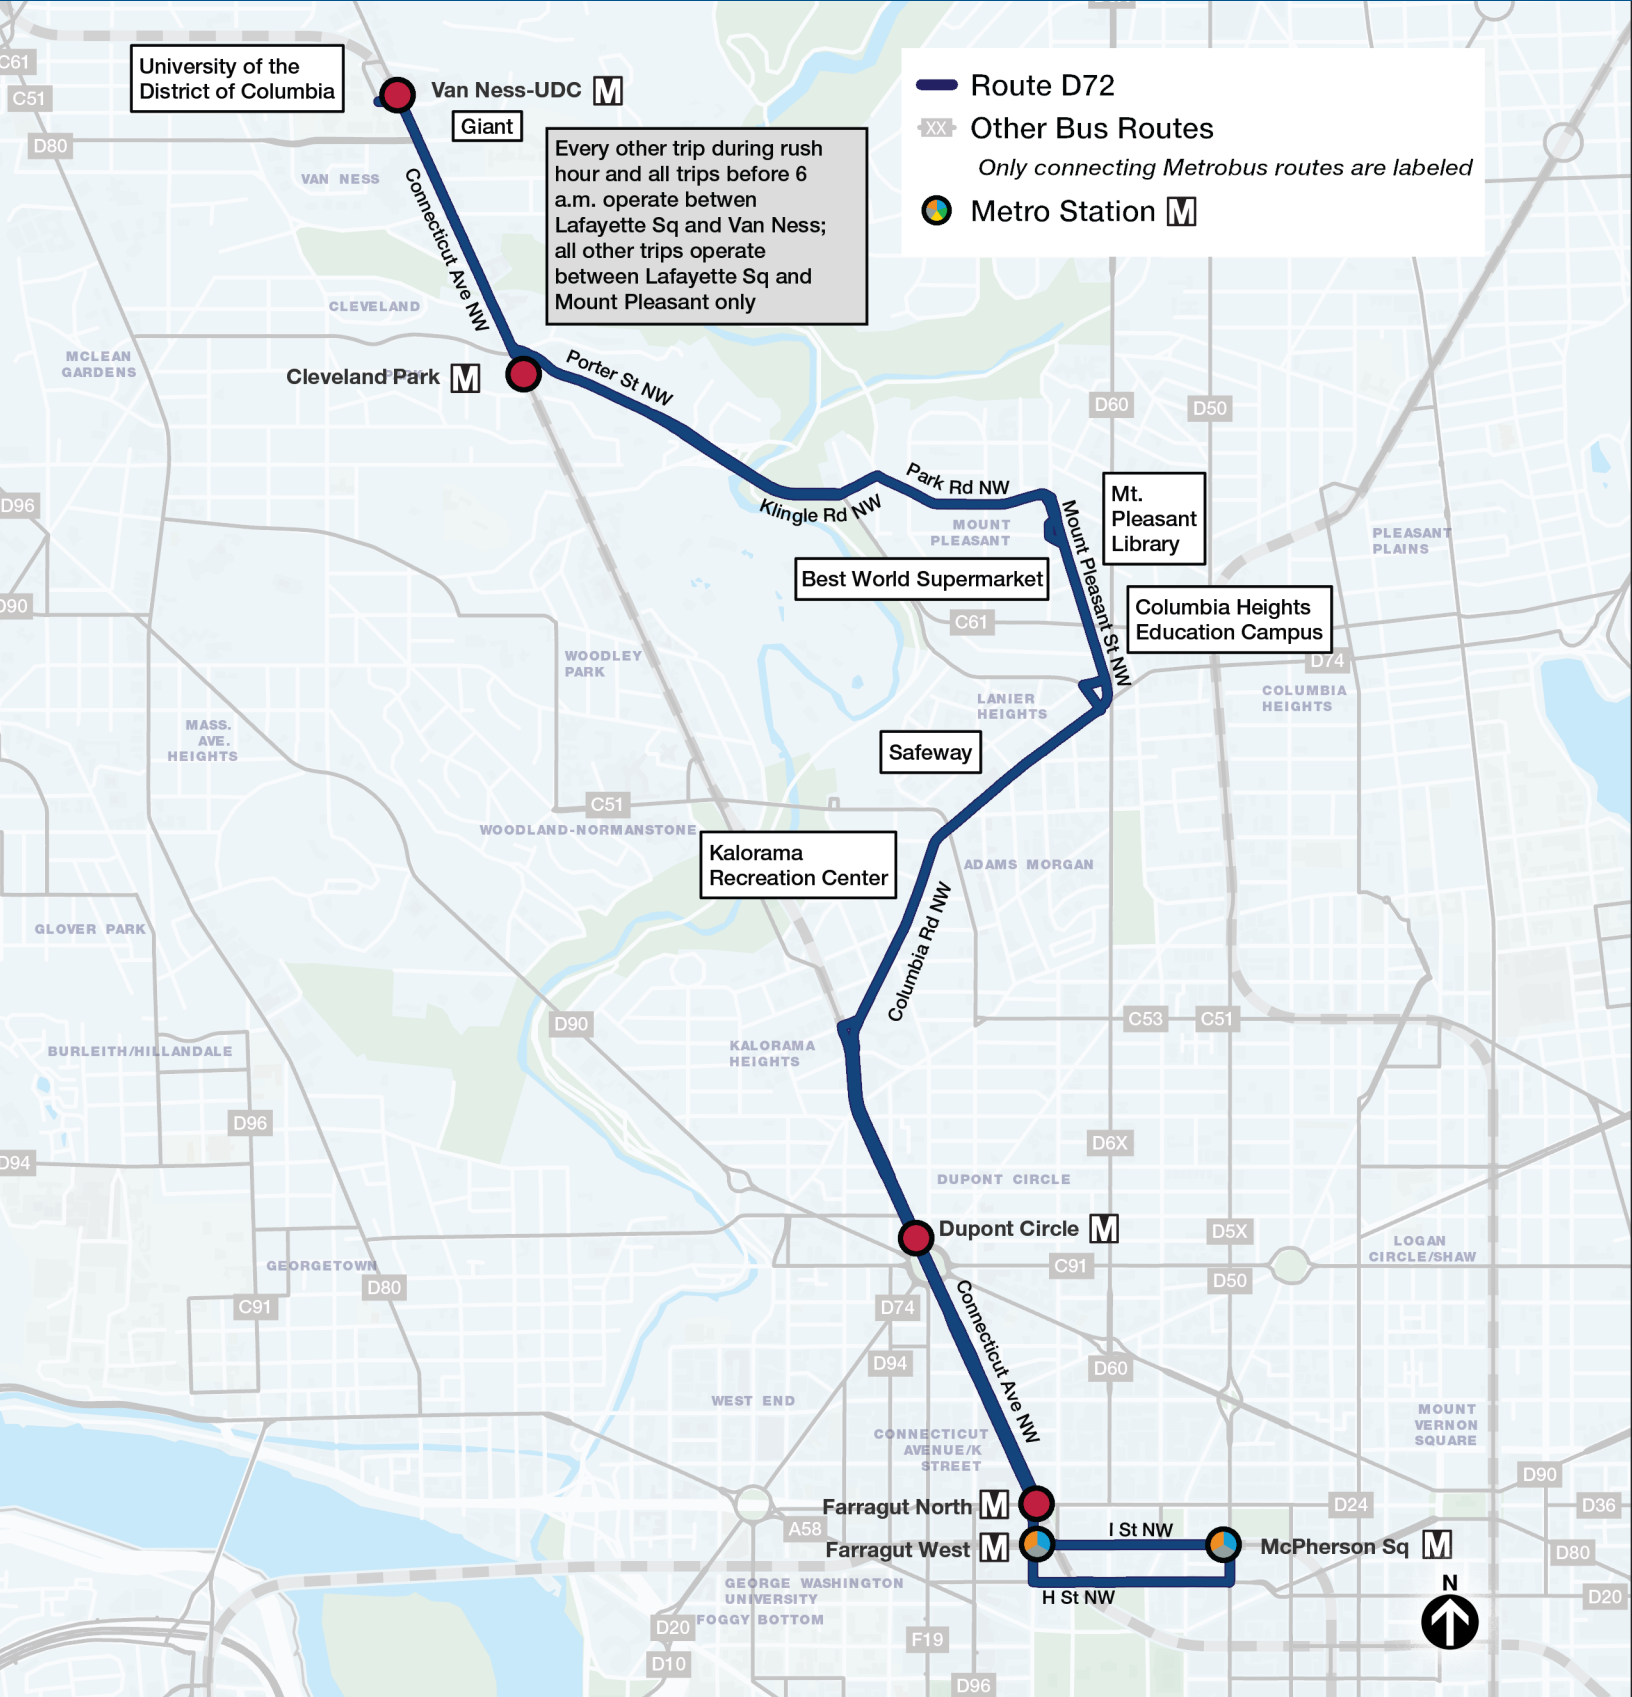 University of the
District of Columbia
Van Ness-UDC M
Giant
Every other trip during rush
hour and all trips before 6
a.m. operate betwen
Lafayette Sq and Van Ness;
all other trips operate
between Lafayette Sq and
Mount Pleasant only
Route D72
XX
Other Bus Routes
Only connecting Metrobus routes are labeled
Metro Station M
C61
C51
D80
VAN NESS
Connecticut Ave NW
CLEVELAND
PARK
MCLEAN
GARDENS
Cleveland Park M
Porter St NW
D60
D50
Klingle Rd NW
Park Rd NW
MOUNT
PLEASANT
Mount Pleasant St NW
Mt.
Pleasant
Library
PLEASANT
PLAINS
D96
Best World Supermarket
D90
C61
Columbia Heights
Education Campus
D74
WOODLEY
PARK
LANIER
HEIGHTS
COLUMBIA
HEIGHTS
MASS.
AVE.
HEIGHTS
Safeway
C51
WOODLAND-NORMANSTONE
Kalorama
Recreation Center
ADAMS MORGAN
Columbia Rd NW
GLOVER PARK
D90
C53
C51
KALORAMA
HEIGHTS
BURLEITH/HILLANDALE
D96
D94
D6X
DUPONT CIRCLE
Dupont Circle M
D5X
LOGAN
CIRCLE/SHAW
C91
D50
GEORGETOWN
D80
C91
D74
Connecticut Ave NW
D94
D60
WEST END
CONNECTICUT
AVENUE/K
STREET
MOUNT
VERNON
SQUARE
D90
Farragut North M
D24
D36
A58
I St NW
Farragut West M
McPherson Sq M
D80
H St NW
N
GEORGE WASHINGTON
UNIVERSITY
FOGGY BOTTOM
D20
D20
F19
D10
D96